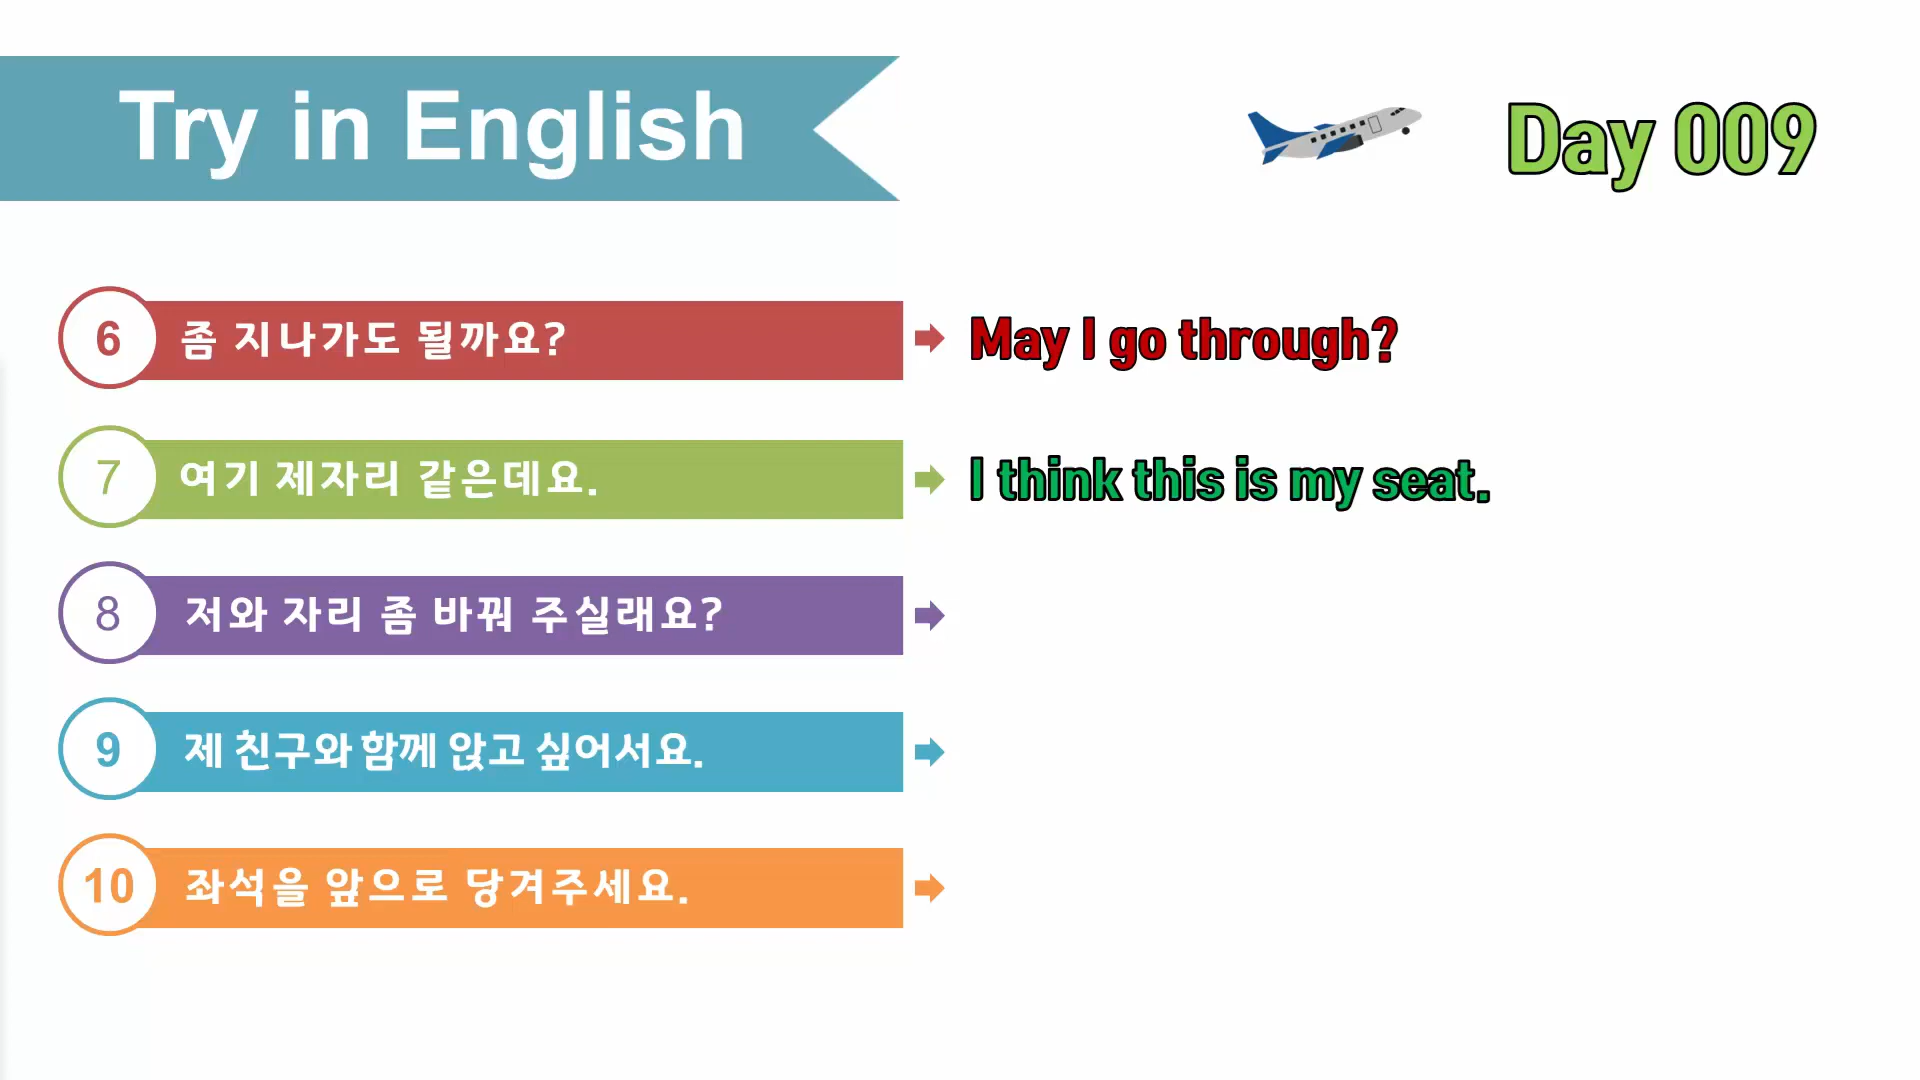 Try in English
Day 009
6 좀 지나가도 될까요? May I go through?
7 여기 제자리 같은데요. I think this is my seat.
8 저와 자리 좀 바꿔 주실래요?
9 제 친구와 함께 앉고 싶어서요.
10 좌석을 앞으로 당겨주세요.